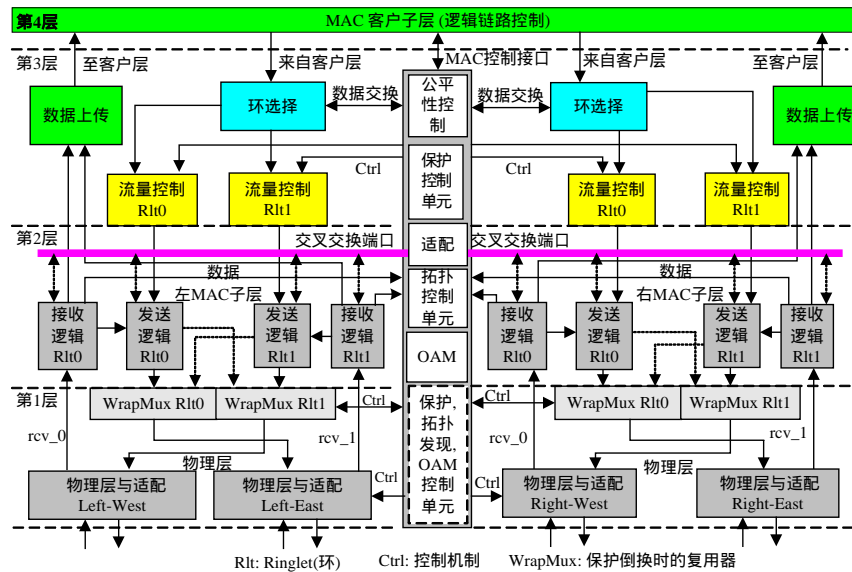 第4层
MAC 客户子层 (逻辑链路控制)
第3层
至客户层
来自客户层
MAC控制接口
来自客户层
至客户层
数据上传
环选择
数据交换
公平
性控
制
数据交换
环选择
数据上传
Ctrl
保护
控制
单元
Ctrl
流量控制
Rlt0
流量控制
Rlt1
流量控制
Rlt0
流量控制
Rlt1
第2层
交叉交换端口
适配
交叉交换端口
数据
数据
左MAC子层
拓扑
控制
单元
右MAC子层
接收
逻辑
Rlt0
发送
逻辑
Rlt0
发送
逻辑
Rlt1
接收
逻辑
Rlt1
接收
逻辑
Rlt0
发送
逻辑
Rlt0
发送
逻辑
Rlt1
接收
逻辑
Rlt1
OAM
第1层
WrapMux Rlt0
WrapMux Rlt1
Ctrl
保护,
拓扑
发现,
OAM
控制
单元
Ctrl
WrapMux Rlt0
WrapMux Rlt1
rcv_0
rcv_1
rcv_0
rcv_1
物理层
物理层
Ctrl
Ctrl
物理层与适配
Left-West
物理层与适配
Left-East
物理层与适配
Right-West
物理层与适配
Right-East
Rlt: Ringlet(环)
Ctrl: 控制机制
WrapMux: 保护倒换时的复用器